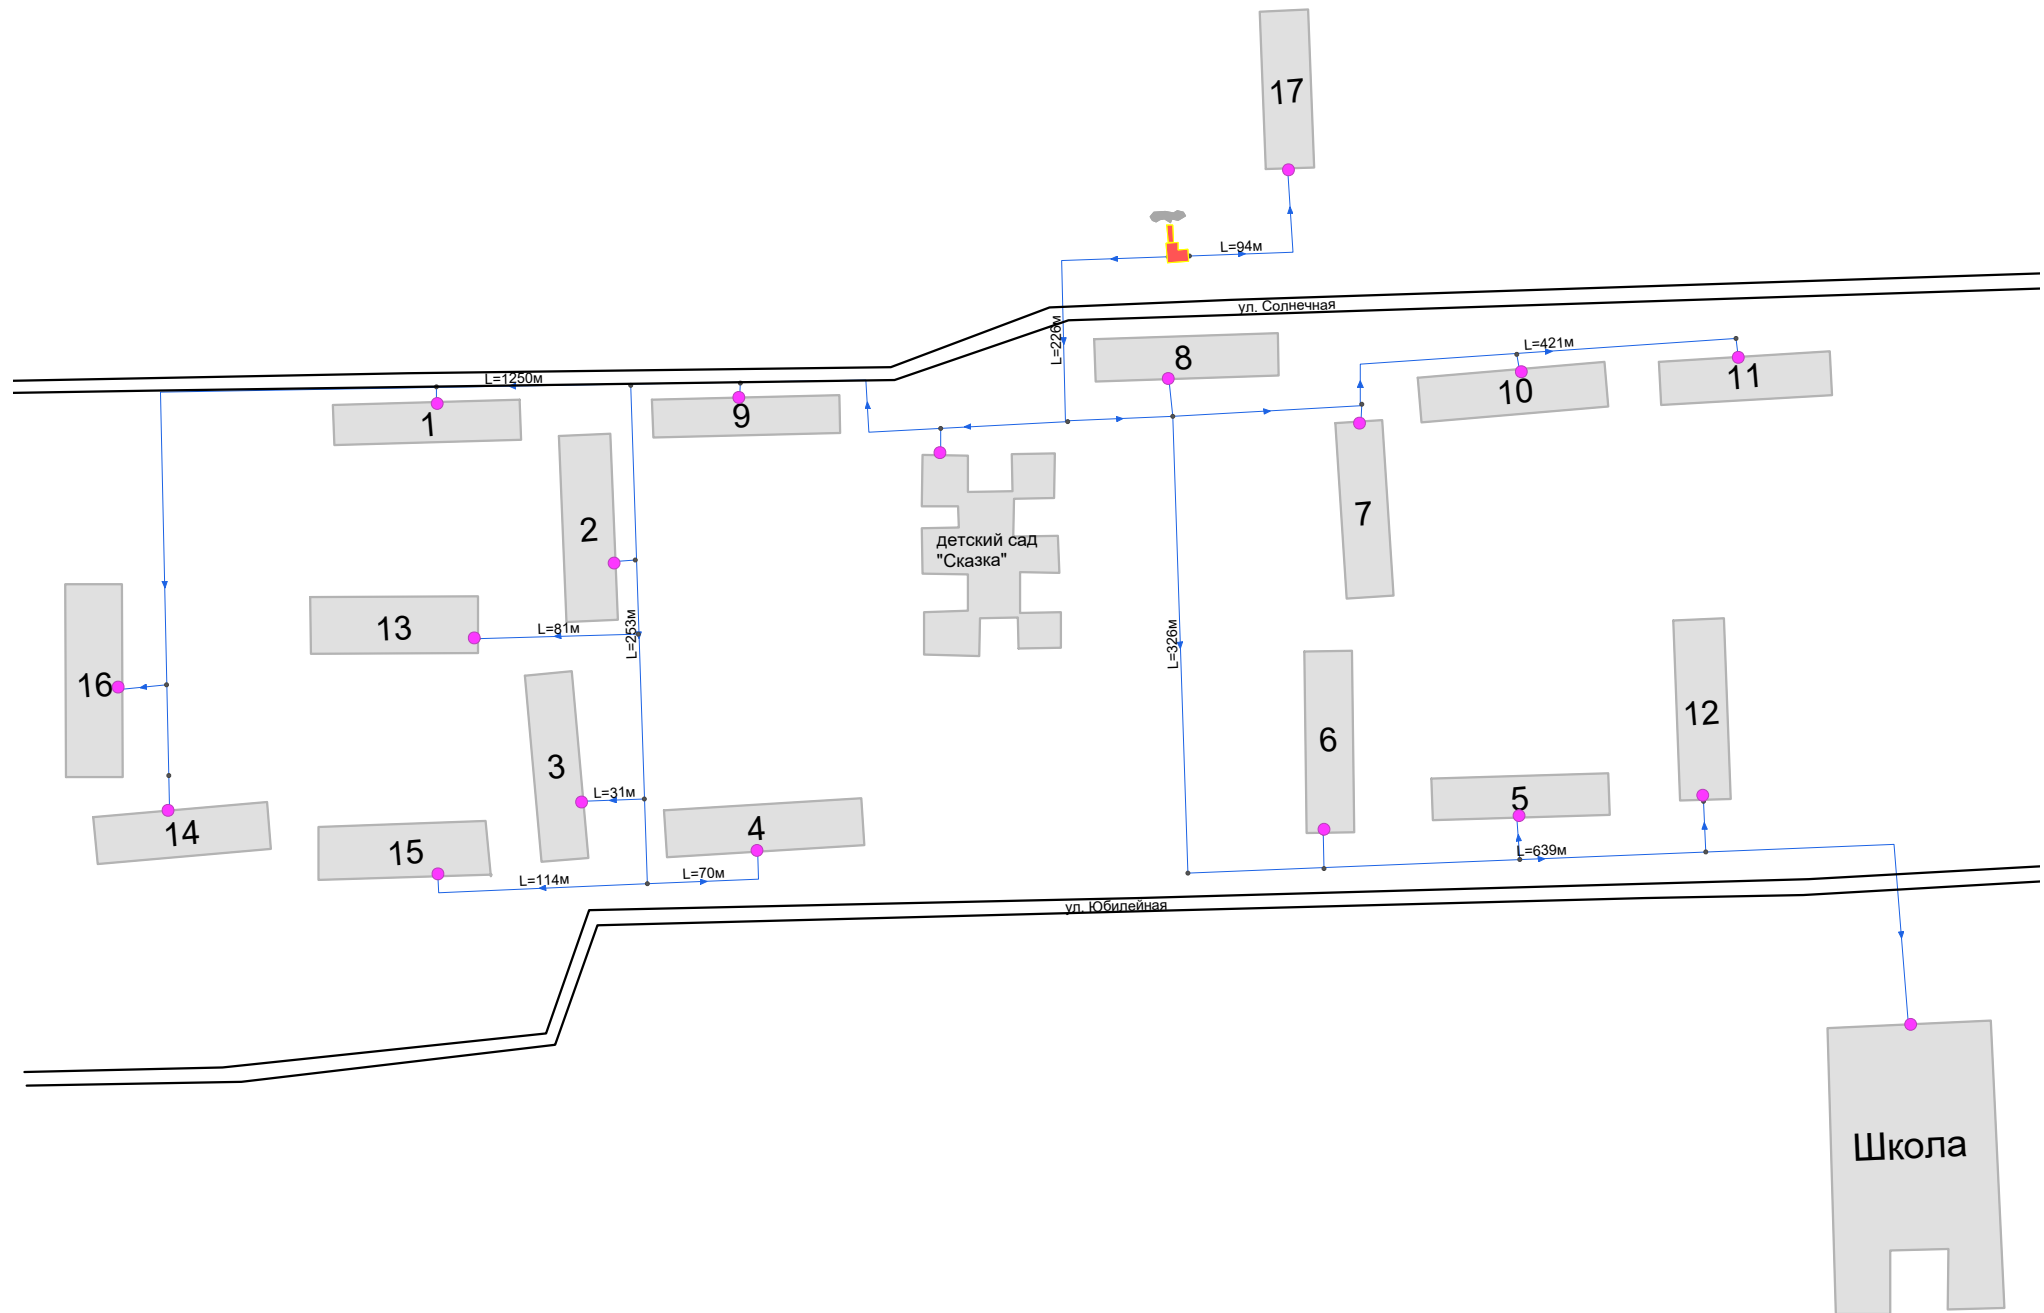 17
L=94м
ул. Солнечная
L=226м
8
L=421м
10
11
L=1250м
1
9
2
7
детский сад
"Сказка"
13
L=81м
L=253м
L=326м
16
3
L=31м
6
12
5
14
15
4
L=114м
L=70м
L=639м
ул. Юбилейная
Школа